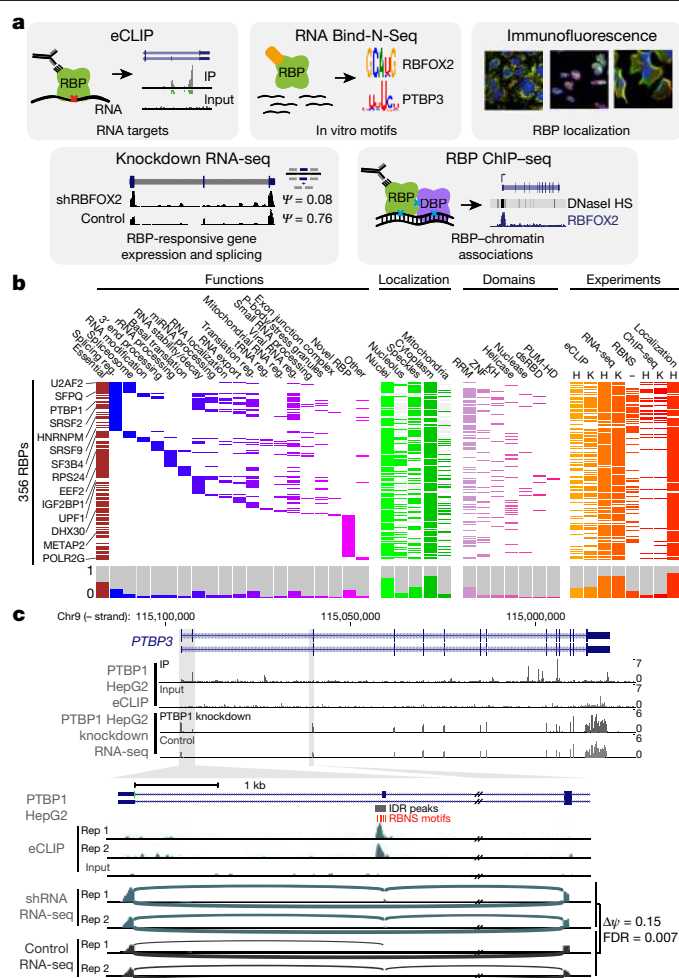 a
eCLIP
RBP
RNA
IP
Input
RNA targets
RNA Bind-N-Seq
RBP
GCAUG
RBFOX2
UUUCU
PTBP3
In vitro motifs
Immunofluorescence
RBP localization
Knockdown RNA-seq
shRBFOX2
Ψ = 0.08
Control
Ψ = 0.76
RBP-responsive gene
expression and splicing
RBP ChIP–seq
RBP
DBP
DNaseI HS
RBFOX2
RBP–chromatin
associations
b
Functions
Localization
Domains
Experiments
Essential
Splicing reg.
Spliceosome
RNA modification
3′ end processing
rRNA processing
Basal translation
RNA stability/decay
miRNA processing
RNA localization
RNA export
Translation reg.
tRNA reg.
Mitochondrial RNA reg.
Viral RNA reg.
Small RNA processing
P-body/stress granules
Exon junction complex
Novel RBP
Other
Nuclei
Nucleolus
Speckles
Cytoplasm
Mitochondria
RRM
ZNF
KH
Helicase
Nuclease
dsRBD
PUM-HD
eCLIP
RNA-seq
RBNS
ChIP-seq
Localization
H K H K – H K H
356 RBPs
U2AF2
SFPQ
PTBP1
SRSF2
HNRNPM
SRSF9
SF3B4
RPS24
EEF2
IGF2BP1
UPF1
DHX30
METAP2
POLR2G
1
0
c
Chr9 (– strand):
115,100,000
115,050,000
115,000,000
PTBP3
PTBP1
HepG2
eCLIP
IP
7
0
Input
7
0
PTBP1 HepG2
knockdown
RNA-seq
PTBP1 knockdown
6
0
Control
6
0
1 kb
PTBP1
HepG2
IDR peaks
RBNS motifs
eCLIP
Rep 1
Rep 2
Input
shRNA
RNA-seq
Rep 1
Rep 2
Control
RNA-seq
Rep 1
Rep 2
Δψ = 0.15
FDR = 0.007